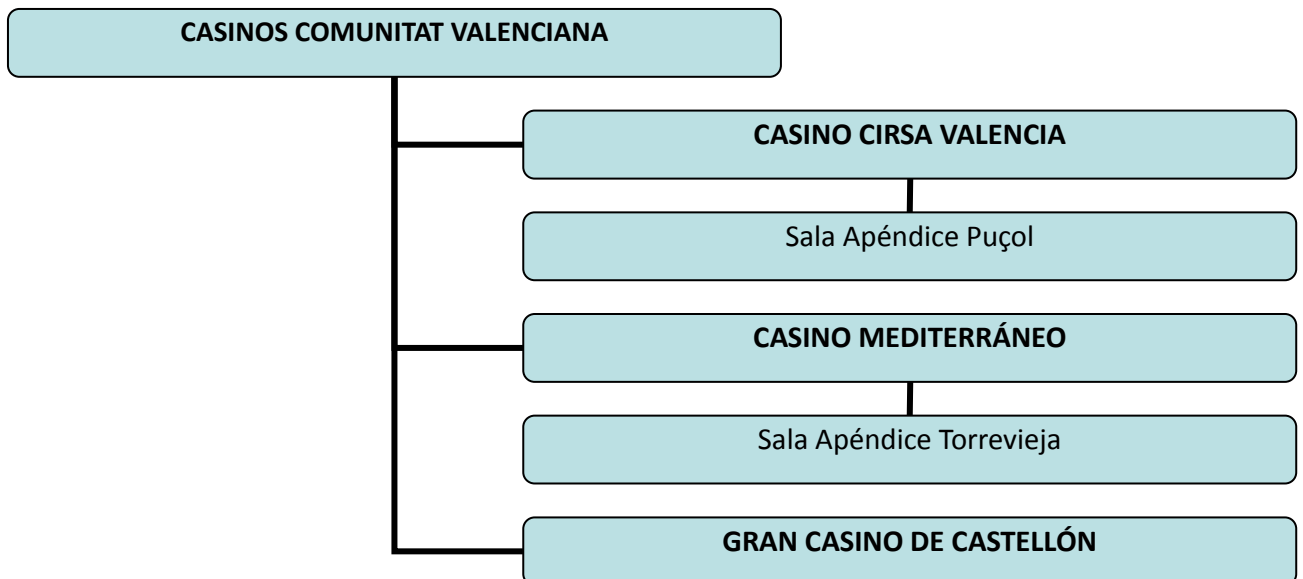 CASINOS COMUNITAT VALENCIANA
CASINO CIRSA VALENCIA
Sala Apéndice Puçol
CASINO MEDITERRÁNEO
Sala Apéndice Torrevieja
GRAN CASINO DE CASTELLÓN